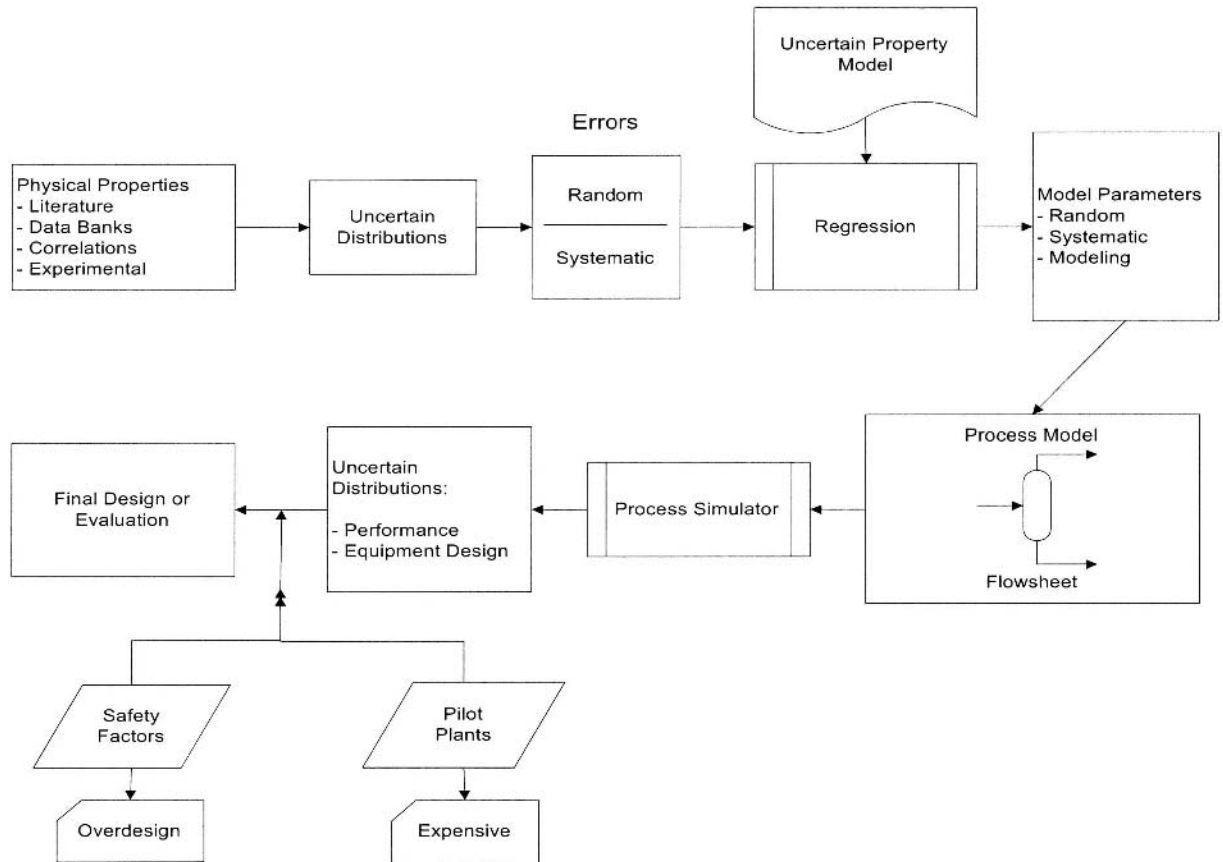 Uncertain Property
Model
Errors
Physical Properties
- Literature
- Data Banks
- Correlations
- Experimental
Uncertain
Distributions
Random
Systematic
Regression
Model Parameters
- Random
- Systematic
- Modeling
Process Model
Flowsheet
Process Simulator
Uncertain
Distributions:
- Performance
- Equipment Design
Final Design or
Evaluation
Safety
Factors
Pilot
Plants
Overdesign
Expensive